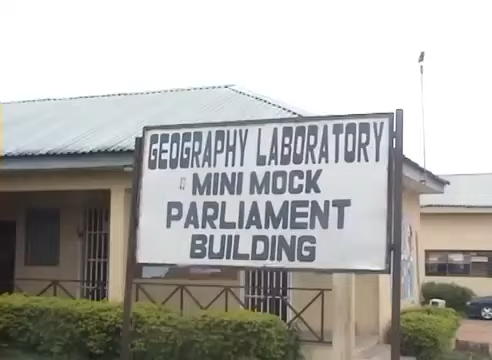 GEOGRAPHY LABORATORY
MINI MOCK
PARLIAMENT
BUILDING